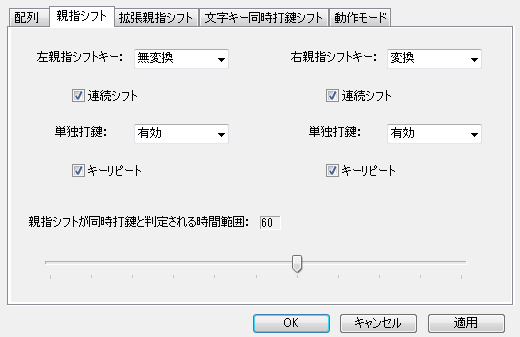 配列 親指シフト 拡張親指シフト 文字キー同時打鍵シフト 動作モード
左親指シフトキー: 無変換 右親指シフトキー: 変換
連続シフト 連続シフト
単独打鍵: 有効 単独打鍵: 有効
キーリピート キーリピート
親指シフトが同時打鍵と判定される時間範囲: 60
OK キャンセル 適用